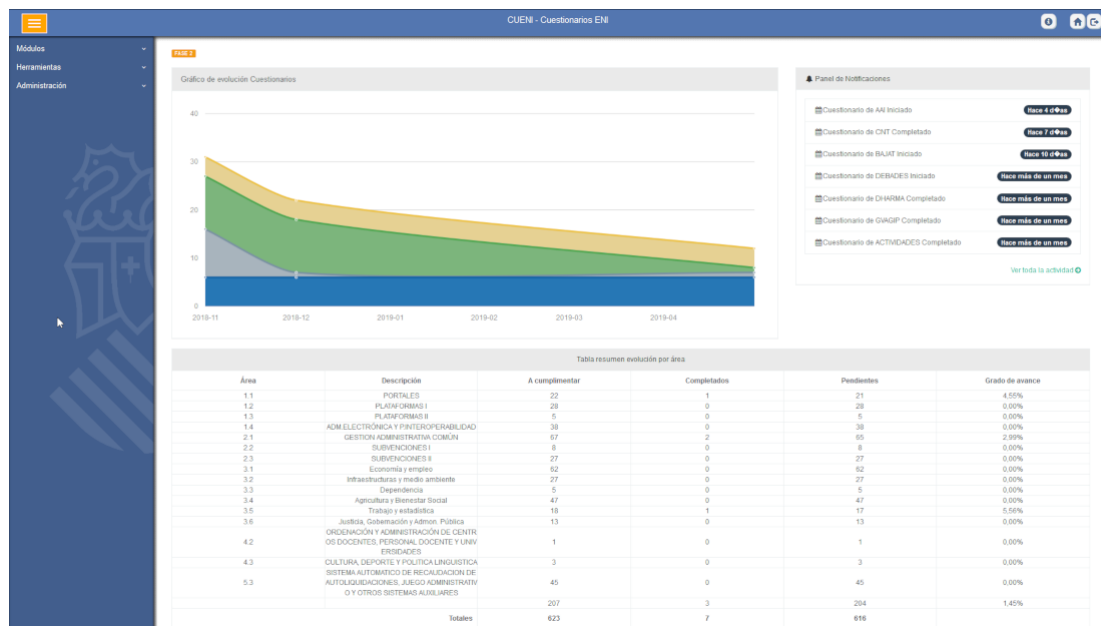 CUENI - Cuestionarios ENI
Módulos
Herramientas
Administración
FASE 2
Gráfica de evolución Cuestionarios
40
30
20
10
0
2018-11 2018-12 2019-01 2019-02 2019-03 2019-04
Panel de Notificaciones
Cuestionario de AAI Iniciado Hace 4 d�as
Cuestionario de CNT Completado Hace 7 d�as
Cuestionario de BAJAT Iniciado Hace 10 d�as
Cuestionario de DEBADES Iniciado Hace más de un mes
Cuestionario de DHARMA Completado Hace más de un mes
Cuestionario de GVAGIP Completado Hace más de un mes
Cuestionario de ACTIVIDADES Completado Hace más de un mes
Ver toda la actividad
Tabla resumen evolución por área
Área Descripción A cumplimentar Completados Pendientes Grado de avance
1.1 PORTALES 22 1 21 4,55%
1.2 PLATAFORMAS I 28 0 28 0,00%
1.3 PLATAFORMAS II 5 0 5 0,00%
1.4 ADM.ELECTRÓNICA Y P.INTEROPERABILIDAD 38 0 38 0,00%
2.1 GESTION ADMINISTRATIVA COMÚN 67 2 65 2,99%
2.2 SUBVENCIONES I 8 0 8 0,00%
2.3 SUBVENCIONES II 27 0 27 0,00%
3.1 Economía y empleo 62 0 62 0,00%
3.2 Infraestructuras y medio ambiente 27 0 27 0,00%
3.3 Dependencia 5 0 5 0,00%
3.4 Agricultura y Bienestar Social 47 0 47 0,00%
3.5 Trabajo y estadística 18 1 17 5,56%
3.6 Justicia, Gobernación y Admon. Pública 13 0 13 0,00%
ORDENACIÓN Y ADMINISTRACIÓN DE CENTR
4.2 OS DOCENTES, PERSONAL DOCENTE Y UNIV 1 0 1 0,00%
ERSIDADES
4.3 CULTURA, DEPORTE Y POLITICA LINGUISTICA 3 0 3 0,00%
SISTEMA AUTOMATICO DE RECAUDACION DE
5.3 AUTOLIQUIDACIONES, JUEGO ADMINISTRATIV 45 0 45 0,00%
O Y OTROS SISTEMAS AUXILIARES
207 3 204 1,45%
Totales 623 7 616